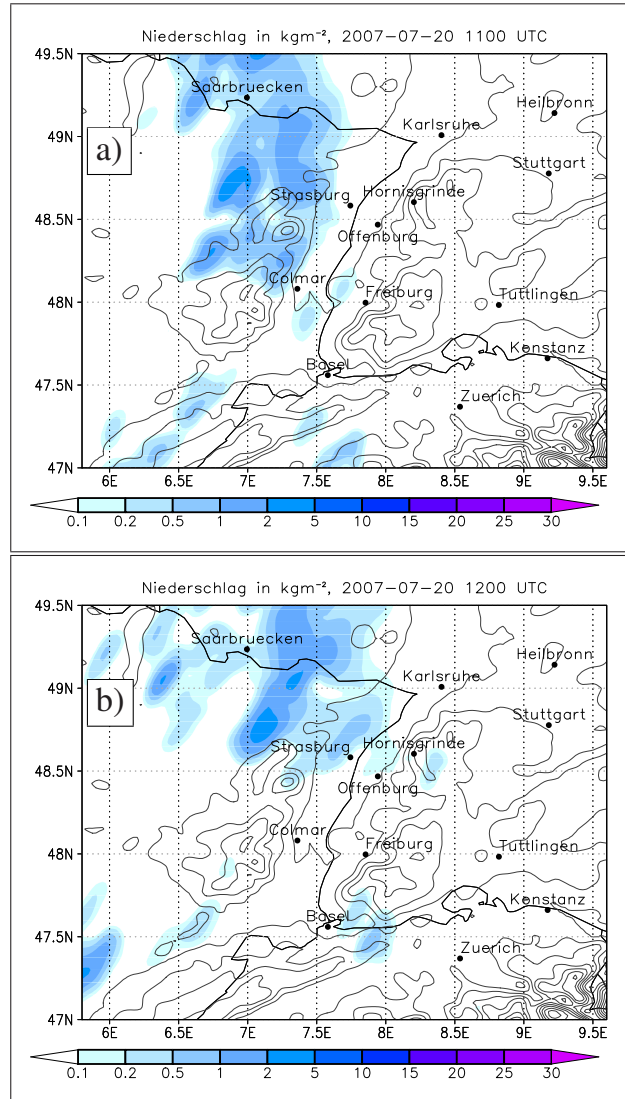 Niederschlag in kgm⁻², 2007-07-20 1100 UTC
49.5N
Saarbruecken
Heilbronn
49N
Karlsruhe
a)
Stuttgart
Strasburg
Hornisgrinde
48.5N
Offenburg
Colmar
Freiburg
Tuttlingen
48N
Basel
Konstanz
47.5N
Zuerich
47N
6E 6.5E 7E 7.5E 8E 8.5E 9E 9.5E
0.1 0.2 0.5 1 2 5 10 15 20 25 30
Niederschlag in kgm⁻², 2007-07-20 1200 UTC
49.5N
Saarbruecken
Heilbronn
49N
Karlsruhe
b)
Stuttgart
Strasburg
Hornisgrinde
48.5N
Offenburg
Colmar
Freiburg
Tuttlingen
48N
Basel
Konstanz
47.5N
Zuerich
47N
6E 6.5E 7E 7.5E 8E 8.5E 9E 9.5E
0.1 0.2 0.5 1 2 5 10 15 20 25 30